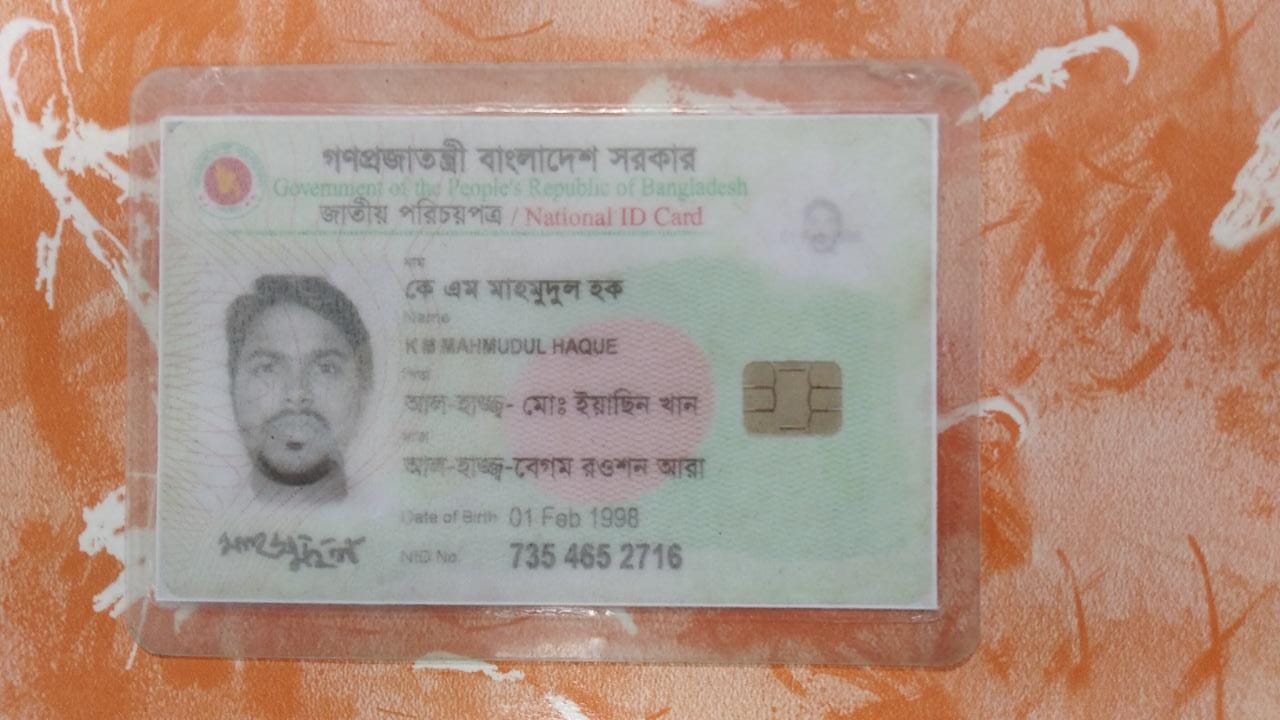 গণপ্রজাতন্ত্রী বাংলাদেশ সরকার
Government of the People's Republic of Bangladesh
জাতীয় পরিচয়পত্র / National ID Card
নাম
কে এম মাহমুদুল হক
Name
K M MAHMUDUL HAQUE
পিতা
আল-হাজ্জ- মোঃ ইয়াছিন খান
মাতা
আল-হাজ্জ-বেগম রওশন আরা
Date of Birth 01 Feb 1998
NID No. 735 465 2716
মাহমুদুল